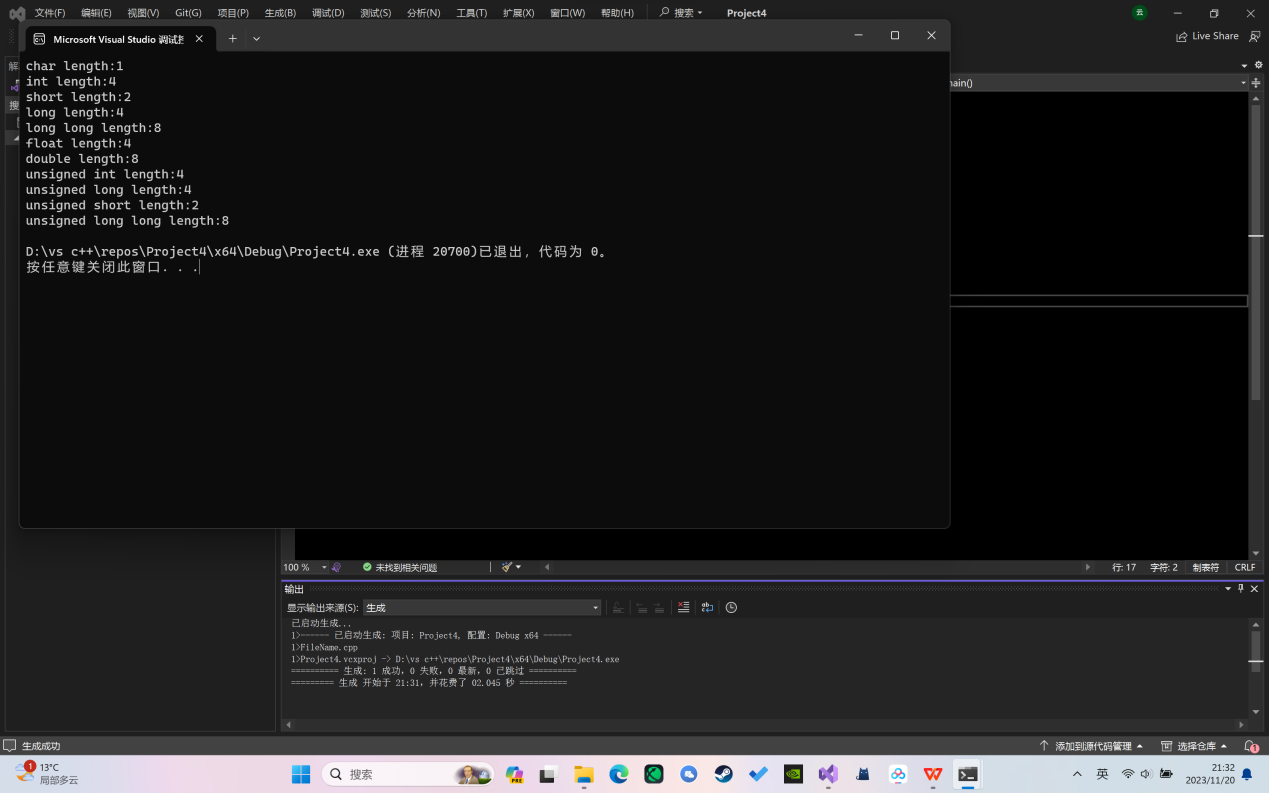 文件(F) 编辑(E) 视图(V) Git(G) 项目(P) 生成(B) 调试(D) 测试(S) 分析(N) 工具(T) 扩展(X) 窗口(W) 帮助(H) 搜索 Project4 云
Live Share
Microsoft Visual Studio 调试
解
搜
ain()
char length:1
int length:4
short length:2
long length:4
long long length:8
float length:4
double length:8
unsigned int length:4
unsigned long length:4
unsigned short length:2
unsigned long long length:8
D:\vs c++\repos\Project4\x64\Debug\Project4.exe (进程 20700)已退出，代码为 0。
按任意键关闭此窗口. . .
100 % 未找到相关问题 行: 17 字符: 2 制表符 CRLF
输出
显示输出来源(S): 生成
已启动生成...
1>------ 已启动生成: 项目: Project4, 配置: Debug x64 ------
1>FileName.cpp
1>Project4.vcxproj -> D:\vs c++\repos\Project4\x64\Debug\Project4.exe
========== 生成: 1 成功，0 失败，0 最新，0 已跳过 ==========
========= 生成 开始于 21:31，并花费了 02.045 秒 ==========
生成成功 添加到源代码管理 选择仓库 1
1 13°C 搜索 PRE 英 21:32
局部多云 2023/11/20